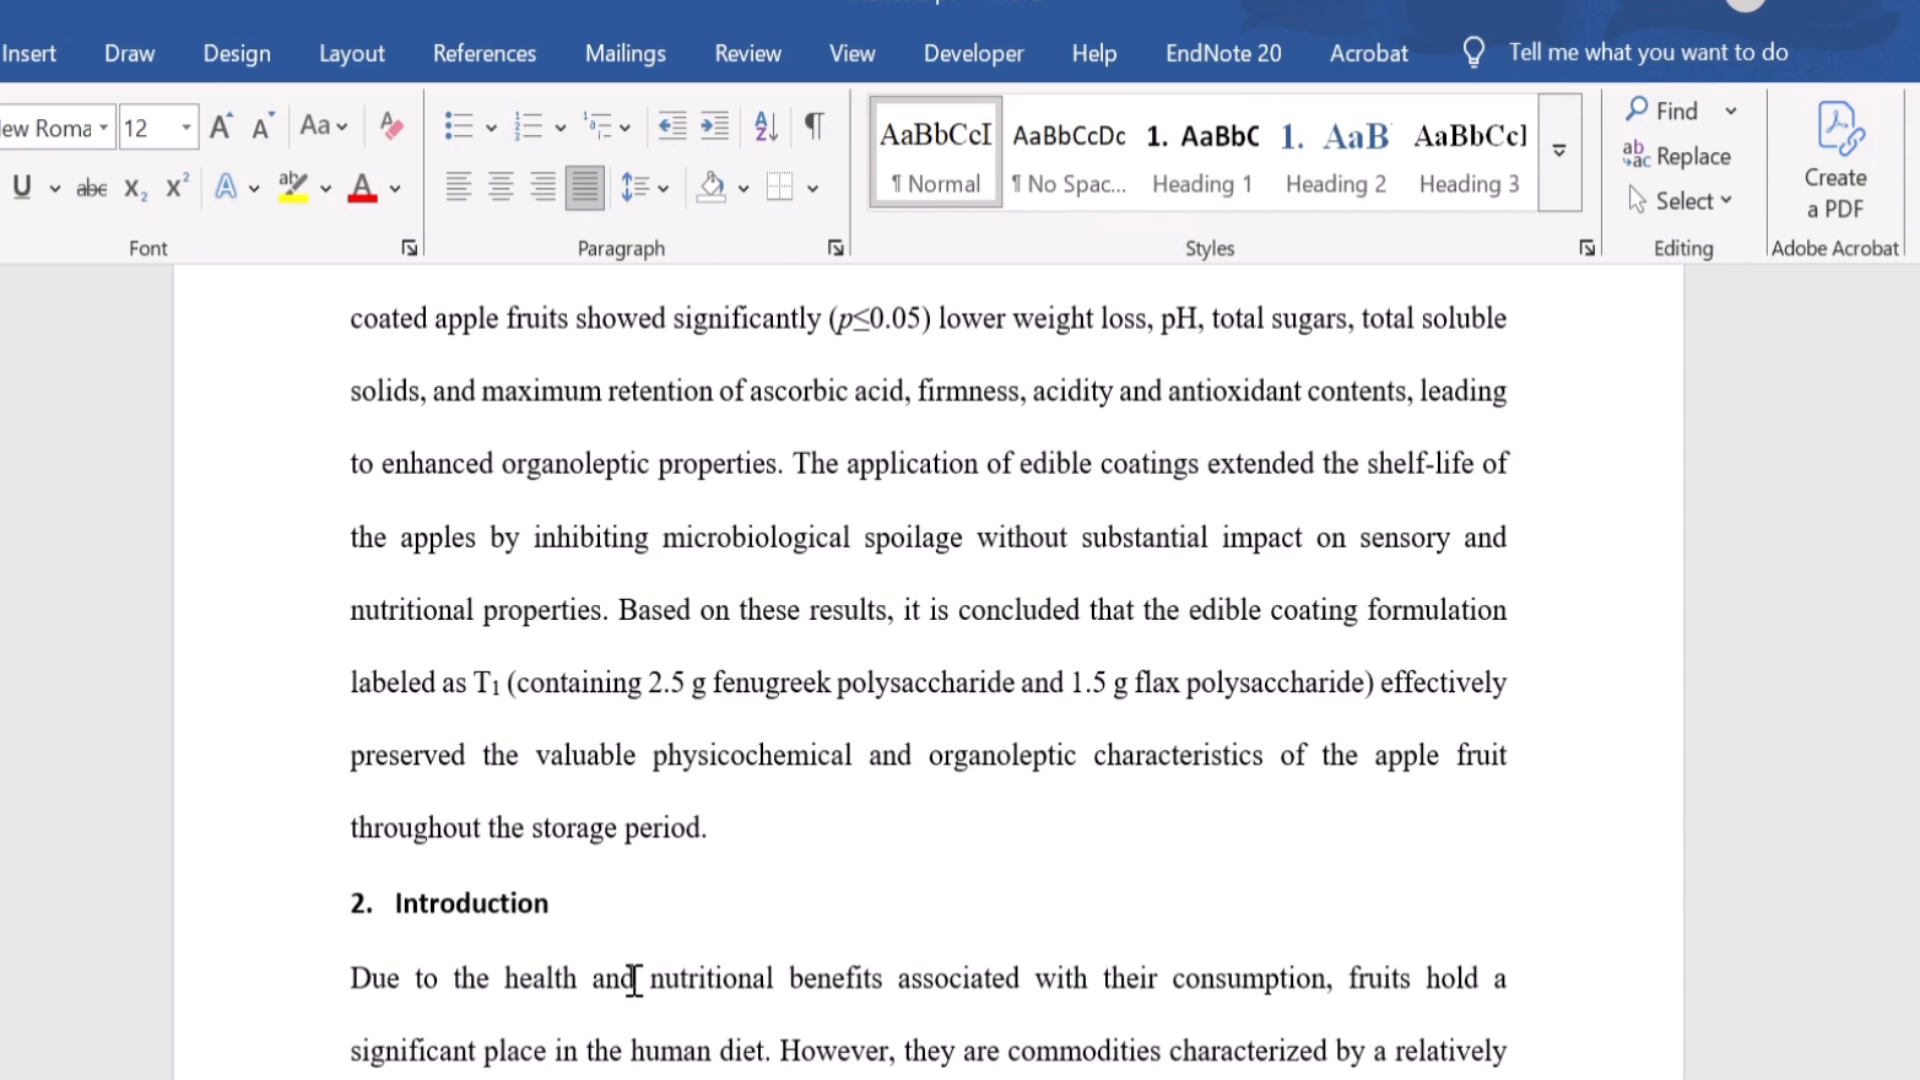 Insert Draw Design Layout References Mailings Review View Developer Help EndNote 20 Acrobat Tell me what you want to do
ew Roma 12 Aa AaBbCcI AaBbCcDc 1. AaBbC 1. AaB AaBbCcl Find
Replace
U abc X₂ X² A ab A ¶ Normal ¶ No Spac... Heading 1 Heading 2 Heading 3 Select Create
a PDF
Font Paragraph Styles Editing Adobe Acrobat
coated apple fruits showed significantly (p≤0.05) lower weight loss, pH, total sugars, total soluble
solids, and maximum retention of ascorbic acid, firmness, acidity and antioxidant contents, leading
to enhanced organoleptic properties. The application of edible coatings extended the shelf-life of
the apples by inhibiting microbiological spoilage without substantial impact on sensory and
nutritional properties. Based on these results, it is concluded that the edible coating formulation
labeled as T₁ (containing 2.5 g fenugreek polysaccharide and 1.5 g flax polysaccharide) effectively
preserved the valuable physicochemical and organoleptic characteristics of the apple fruit
throughout the storage period.
2. Introduction
Due to the health and nutritional benefits associated with their consumption, fruits hold a
significant place in the human diet. However, they are commodities characterized by a relatively